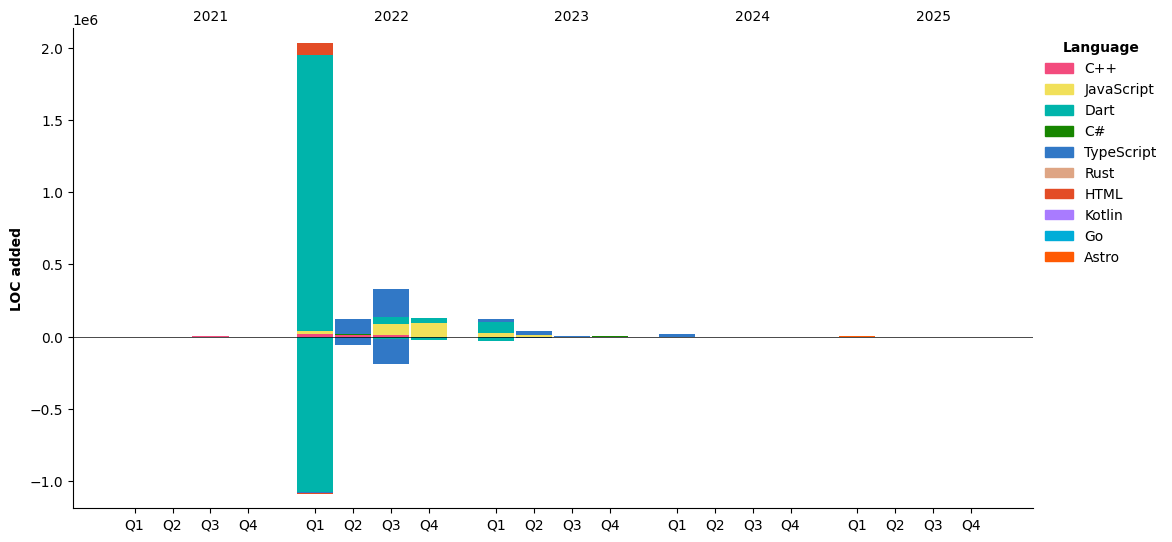 1e6
2021 2022 2023 2024 2025
LOC added
2.0
1.5
1.0
0.5
0.0
−0.5
−1.0
Q1 Q2 Q3 Q4 Q1 Q2 Q3 Q4 Q1 Q2 Q3 Q4 Q1 Q2 Q3 Q4 Q1 Q2 Q3 Q4
Language
C++
JavaScript
Dart
C#
TypeScript
Rust
HTML
Kotlin
Go
Astro